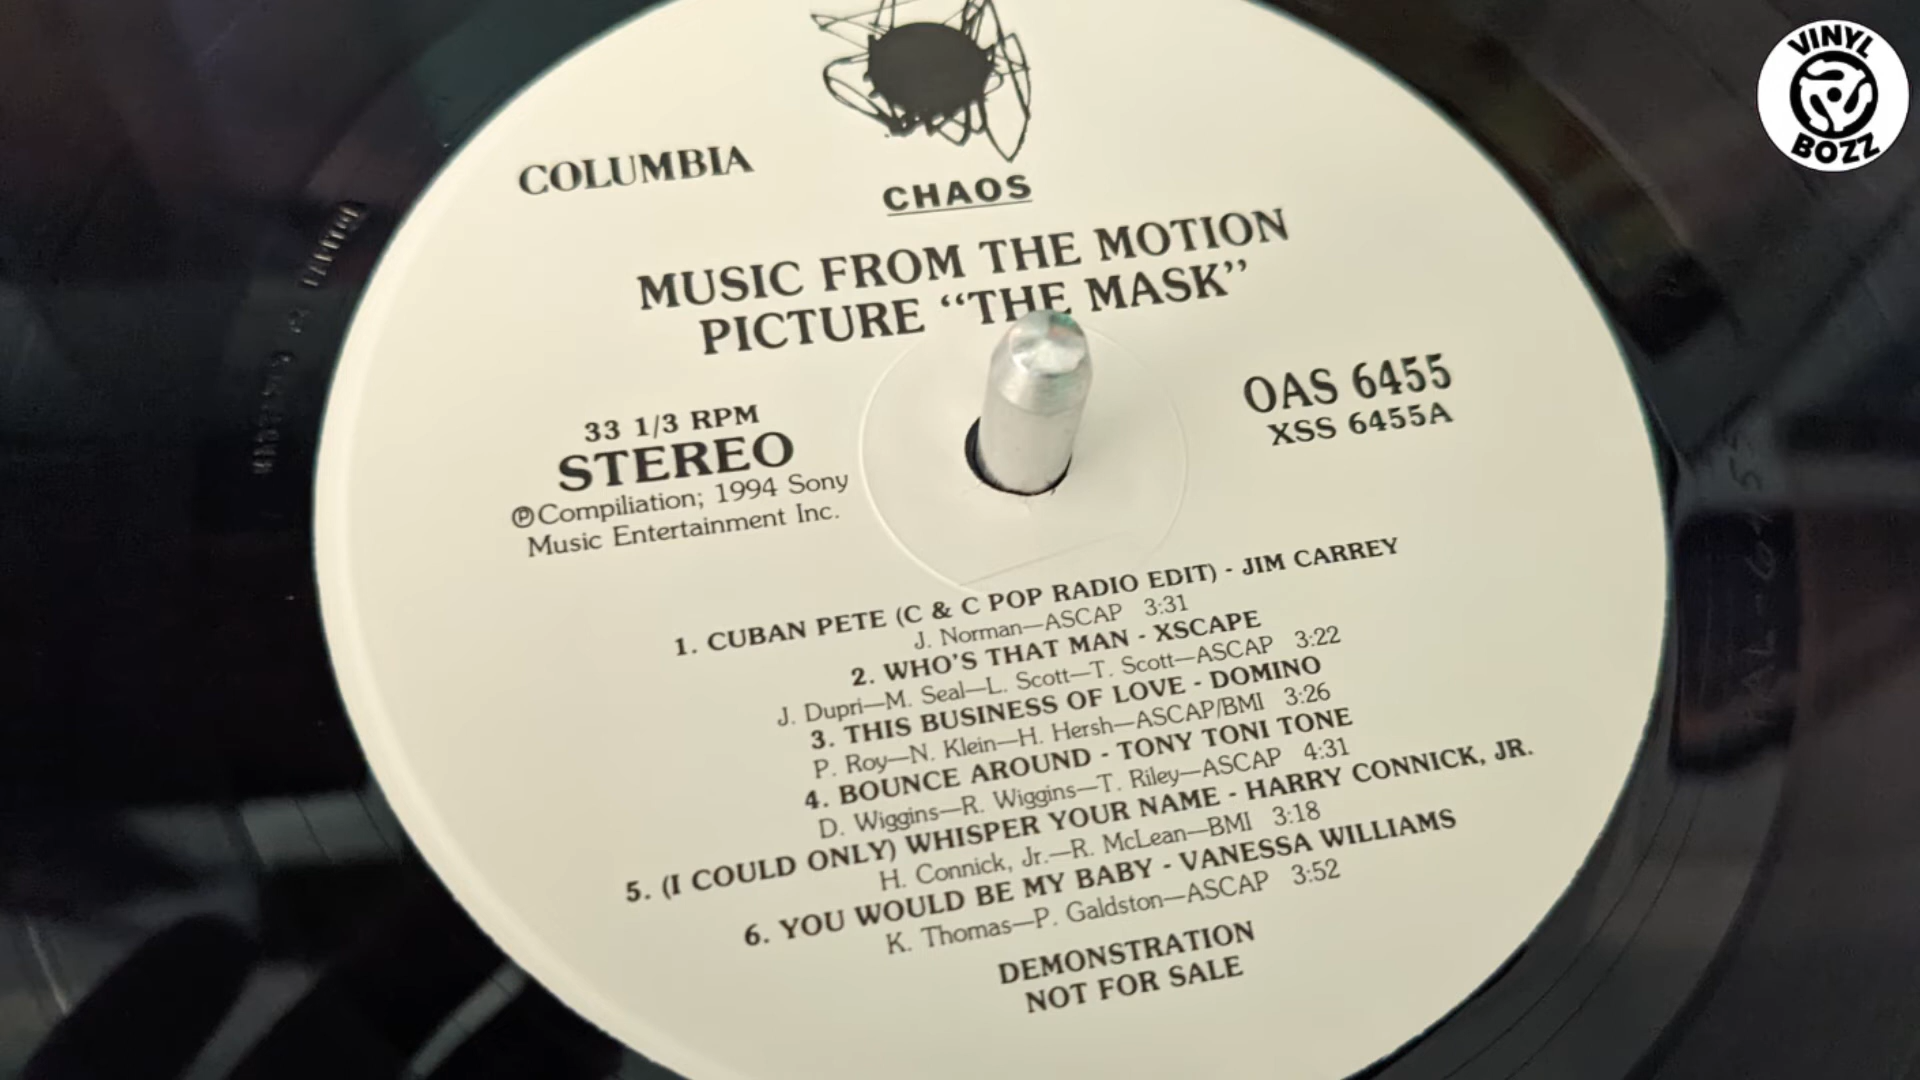 VINYL
BOZZ
COLUMBIA
CHAOS
MUSIC FROM THE MOTION
PICTURE “THE MASK”
33 1/3 RPM
STEREO
ⓅCompiliation; 1994 Sony
Music Entertainment Inc.
OAS 6455
XSS 6455A
1. CUBAN PETE (C & C POP RADIO EDIT) - JIM CARREY
J. Norman—ASCAP 3:31
2. WHO'S THAT MAN - XSCAPE
J. Dupri—M. Seal—L. Scott—T. Scott—ASCAP 3:22
3. THIS BUSINESS OF LOVE - DOMINO
P. Roy—N. Klein—H. Hersh—ASCAP/BMI 3:26
4. BOUNCE AROUND - TONY TONI TONE
D. Wiggins—R. Wiggins—T. Riley—ASCAP 4:31
5. (I COULD ONLY) WHISPER YOUR NAME - HARRY CONNICK, JR.
H. Connick, Jr.—R. McLean—BMI 3:18
6. YOU WOULD BE MY BABY - VANESSA WILLIAMS
K. Thomas—P. Galdston—ASCAP 3:52
DEMONSTRATION
NOT FOR SALE